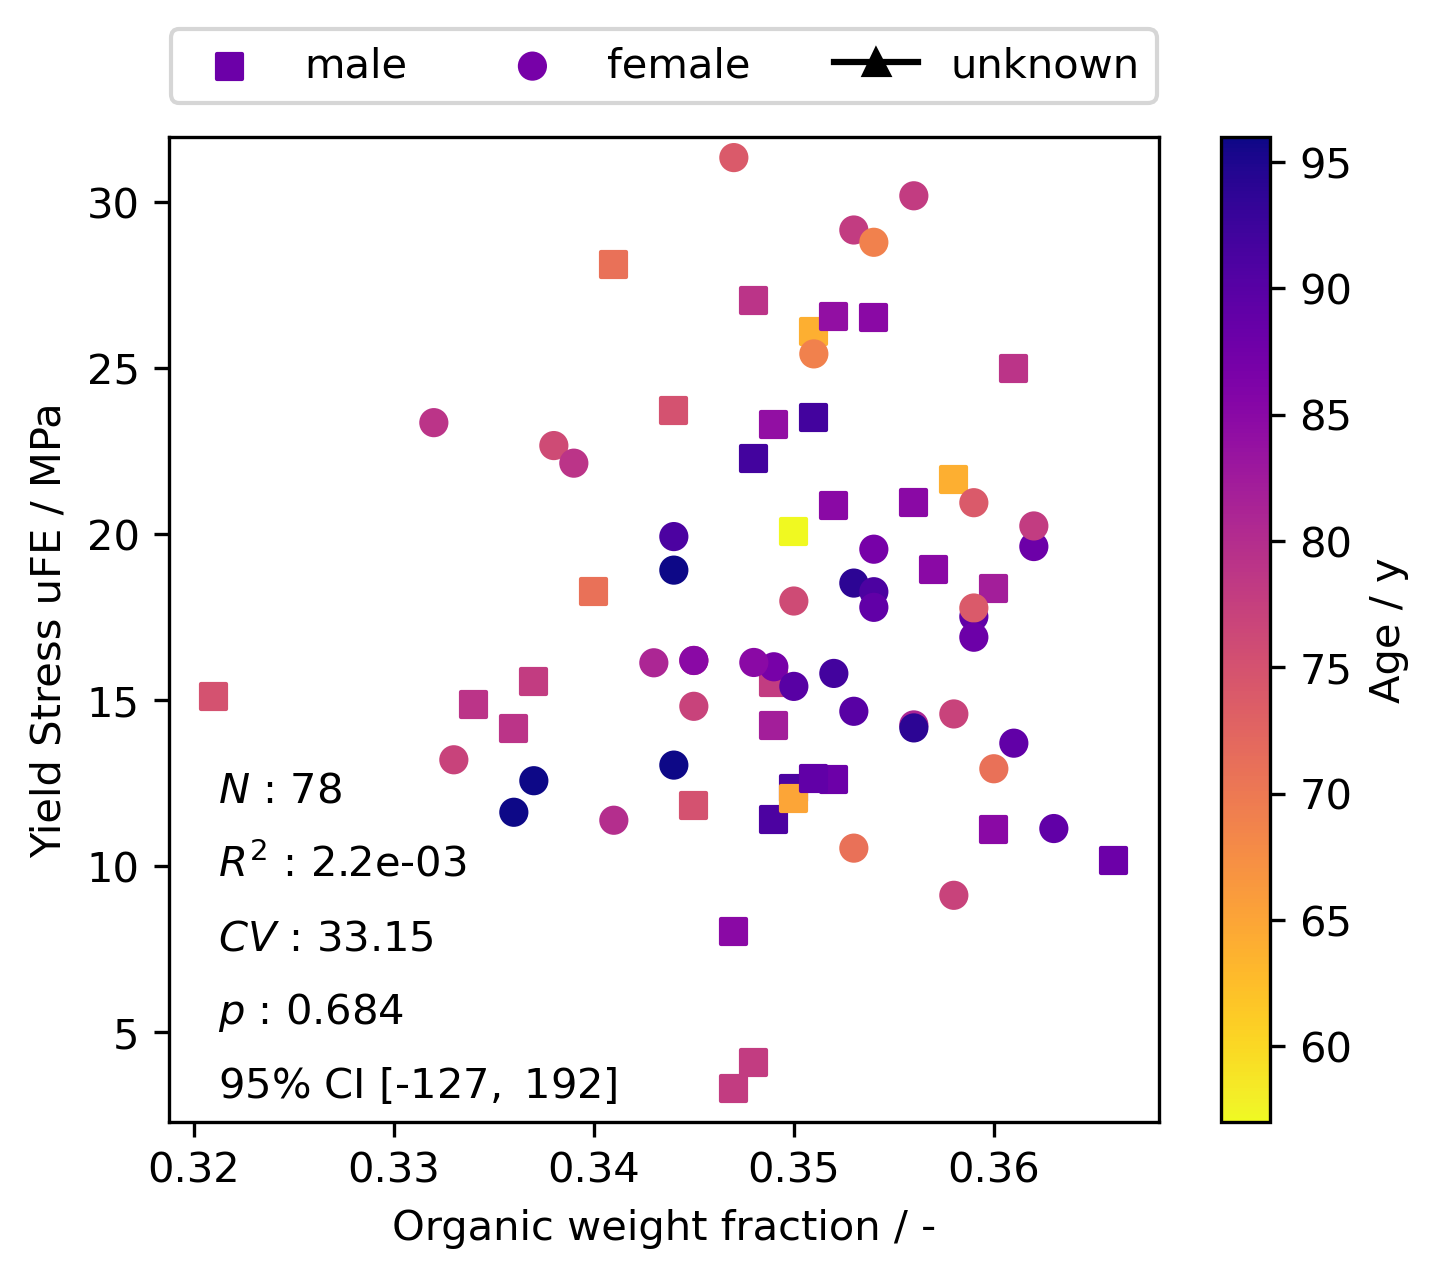 male female unknown
30
25
20
15
10
5
Yield Stress uFE / MPa
N : 78
R² : 2.2e-03
CV : 33.15
p : 0.684
95% CI [-127, 192]
0.32 0.33 0.34 0.35 0.36
Organic weight fraction / -
95
90
85
80
75
70
65
60
Age / y